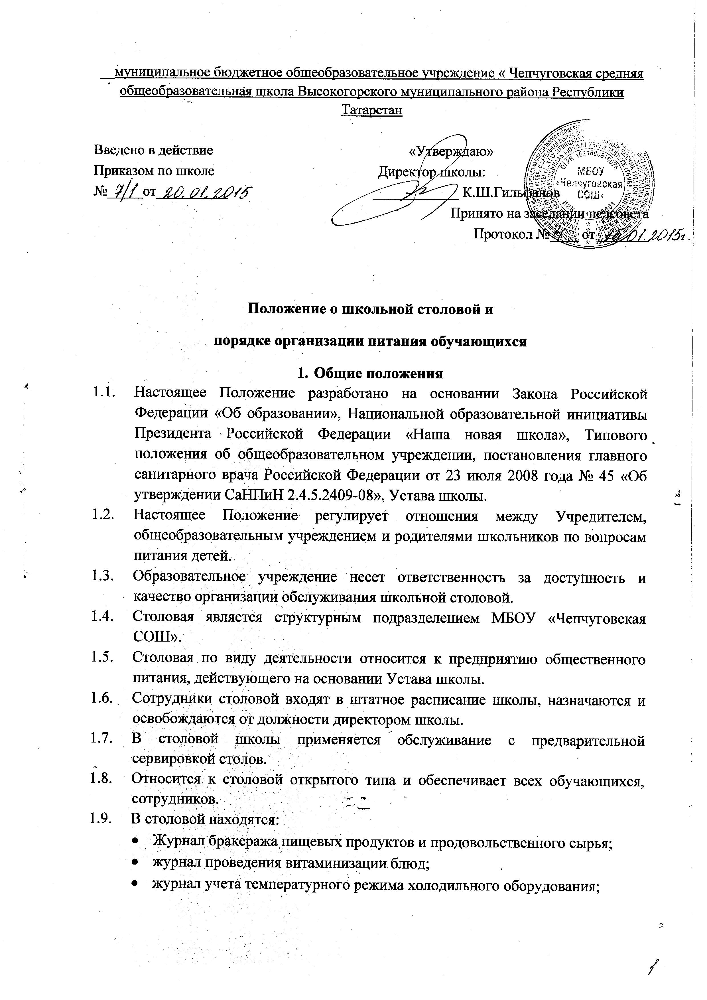 муниципальное бюджетное общеобразовательное учреждение « Чепчуговская средняя
общеобразовательная школа Высокогорского муниципального района Республики
Татарстан
Введено в действие
Приказом по школе
№ 7/1 от 20.01.2015
«Утверждаю»
Директор школы:
К.Ш.Гильфанов
Принято на заседании педсовета
Протокол № от .01.2015г.
ОГРН 1021600816676
МБОУ
«Чепчуговская
СОШ»
Положение о школьной столовой и
порядке организации питания обучающихся
1. Общие положения
1.1. Настоящее Положение разработано на основании Закона Российской
Федерации «Об образовании», Национальной образовательной инициативы
Президента Российской Федерации «Наша новая школа», Типового
положения об общеобразовательном учреждении, постановления главного
санитарного врача Российской Федерации от 23 июля 2008 года № 45 «Об
утверждении СаНПиН 2.4.5.2409-08», Устава школы.
1.2. Настоящее Положение регулирует отношения между Учредителем,
общеобразовательным учреждением и родителями школьников по вопросам
питания детей.
1.3. Образовательное учреждение несет ответственность за доступность и
качество организации обслуживания школьной столовой.
1.4. Столовая является структурным подразделением МБОУ «Чепчуговская
СОШ».
1.5. Столовая по виду деятельности относится к предприятию общественного
питания, действующего на основании Устава школы.
1.6. Сотрудники столовой входят в штатное расписание школы, назначаются и
освобождаются от должности директором школы.
1.7. В столовой школы применяется обслуживание с предварительной
сервировкой столов.
1.8. Относится к столовой открытого типа и обеспечивает всех обучающихся,
сотрудников.
1.9. В столовой находятся:
• Журнал бракеража пищевых продуктов и продовольственного сырья;
• журнал проведения витаминизации блюд;
• журнал учета температурного режима холодильного оборудования;
1